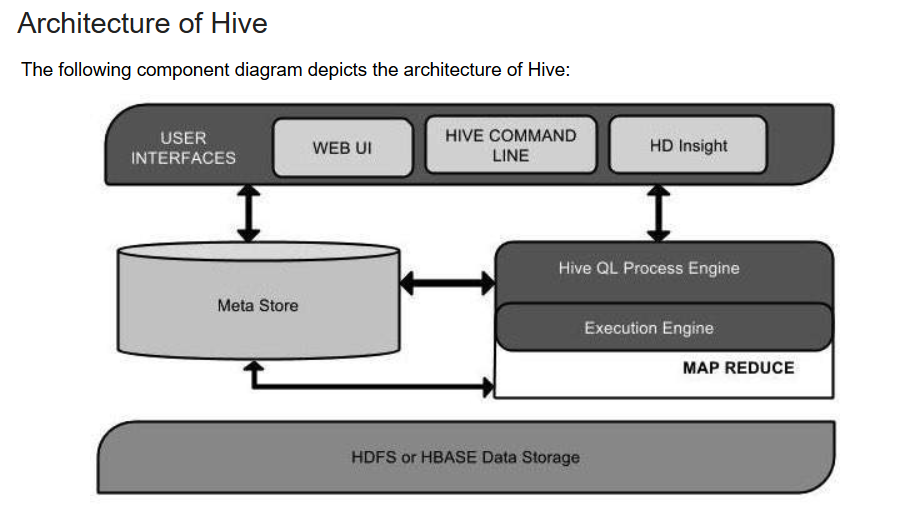 Architecture of Hive
The following component diagram depicts the architecture of Hive:
USER
INTERFACES
WEB UI
HIVE COMMAND
LINE
HD Insight
Meta Store
Hive QL Process Engine
Execution Engine
MAP REDUCE
HDFS or HBASE Data Storage